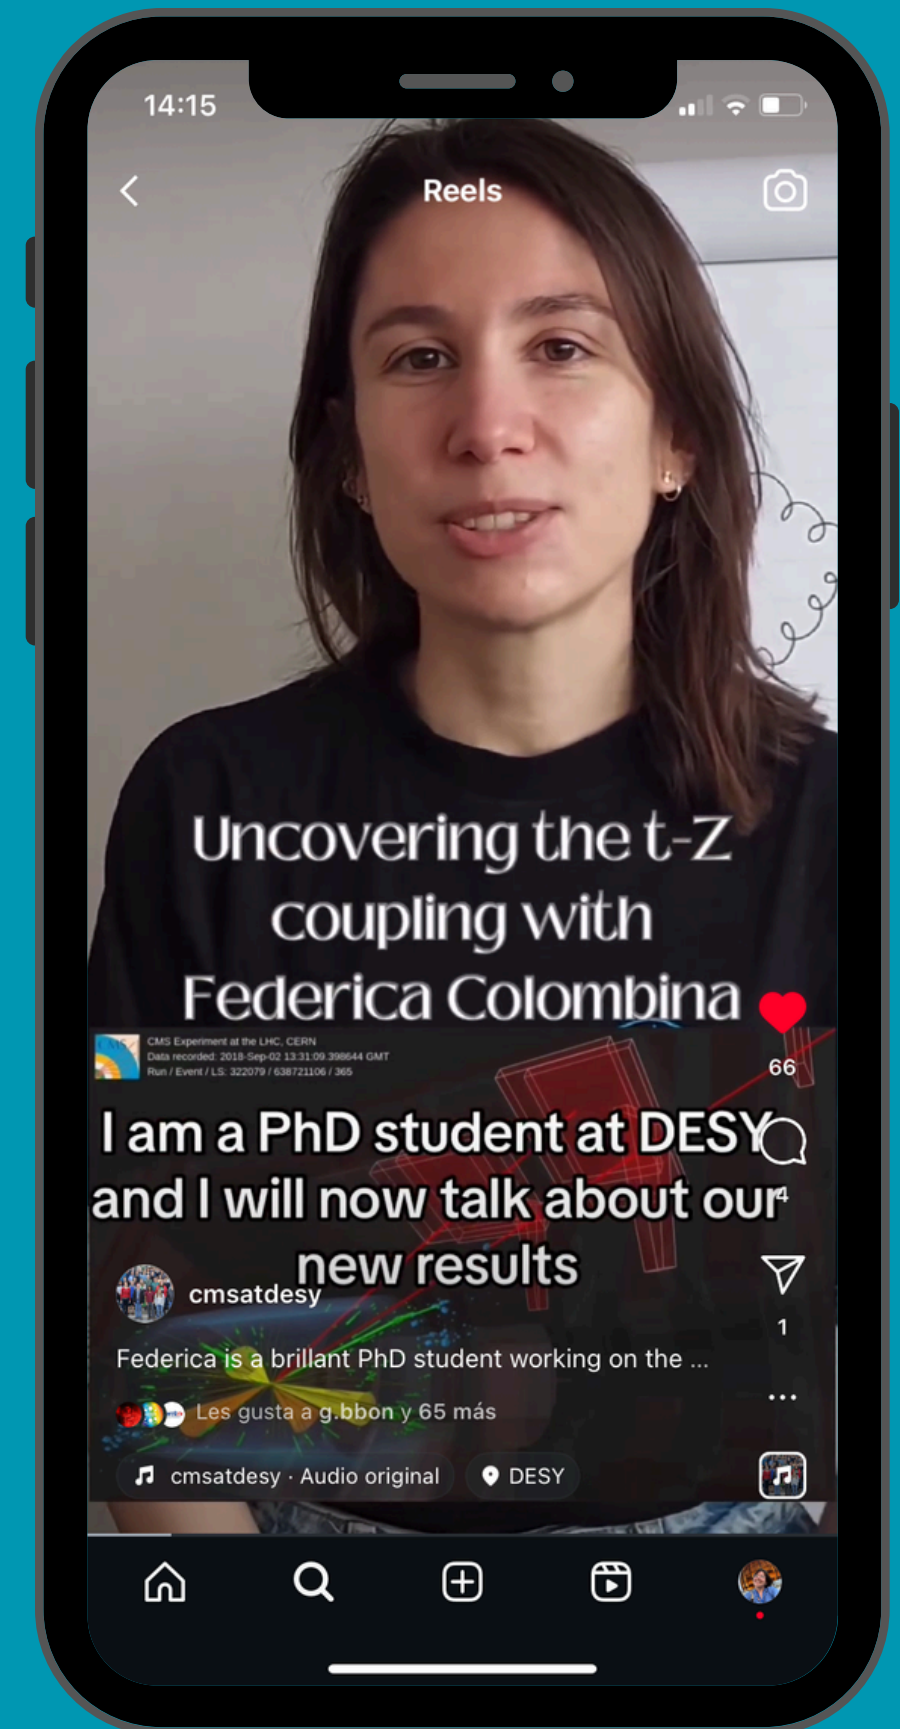 14:15
Reels
Uncovering the t-Z
coupling with
Federica Colombina
CMS
CMS Experiment at the LHC, CERN
Data recorded: 2018-Sep-02 13:31:09.398644 GMT
Run / Event / LS: 322079 / 638721106 / 365
66
I am a PhD student at DESY
and I will now talk about our
new results
4
cmsatdesy
1
Federica is a brillant PhD student working on the ...
Les gusta a g.bbon y 65 más
cmsatdesy · Audio original
DESY